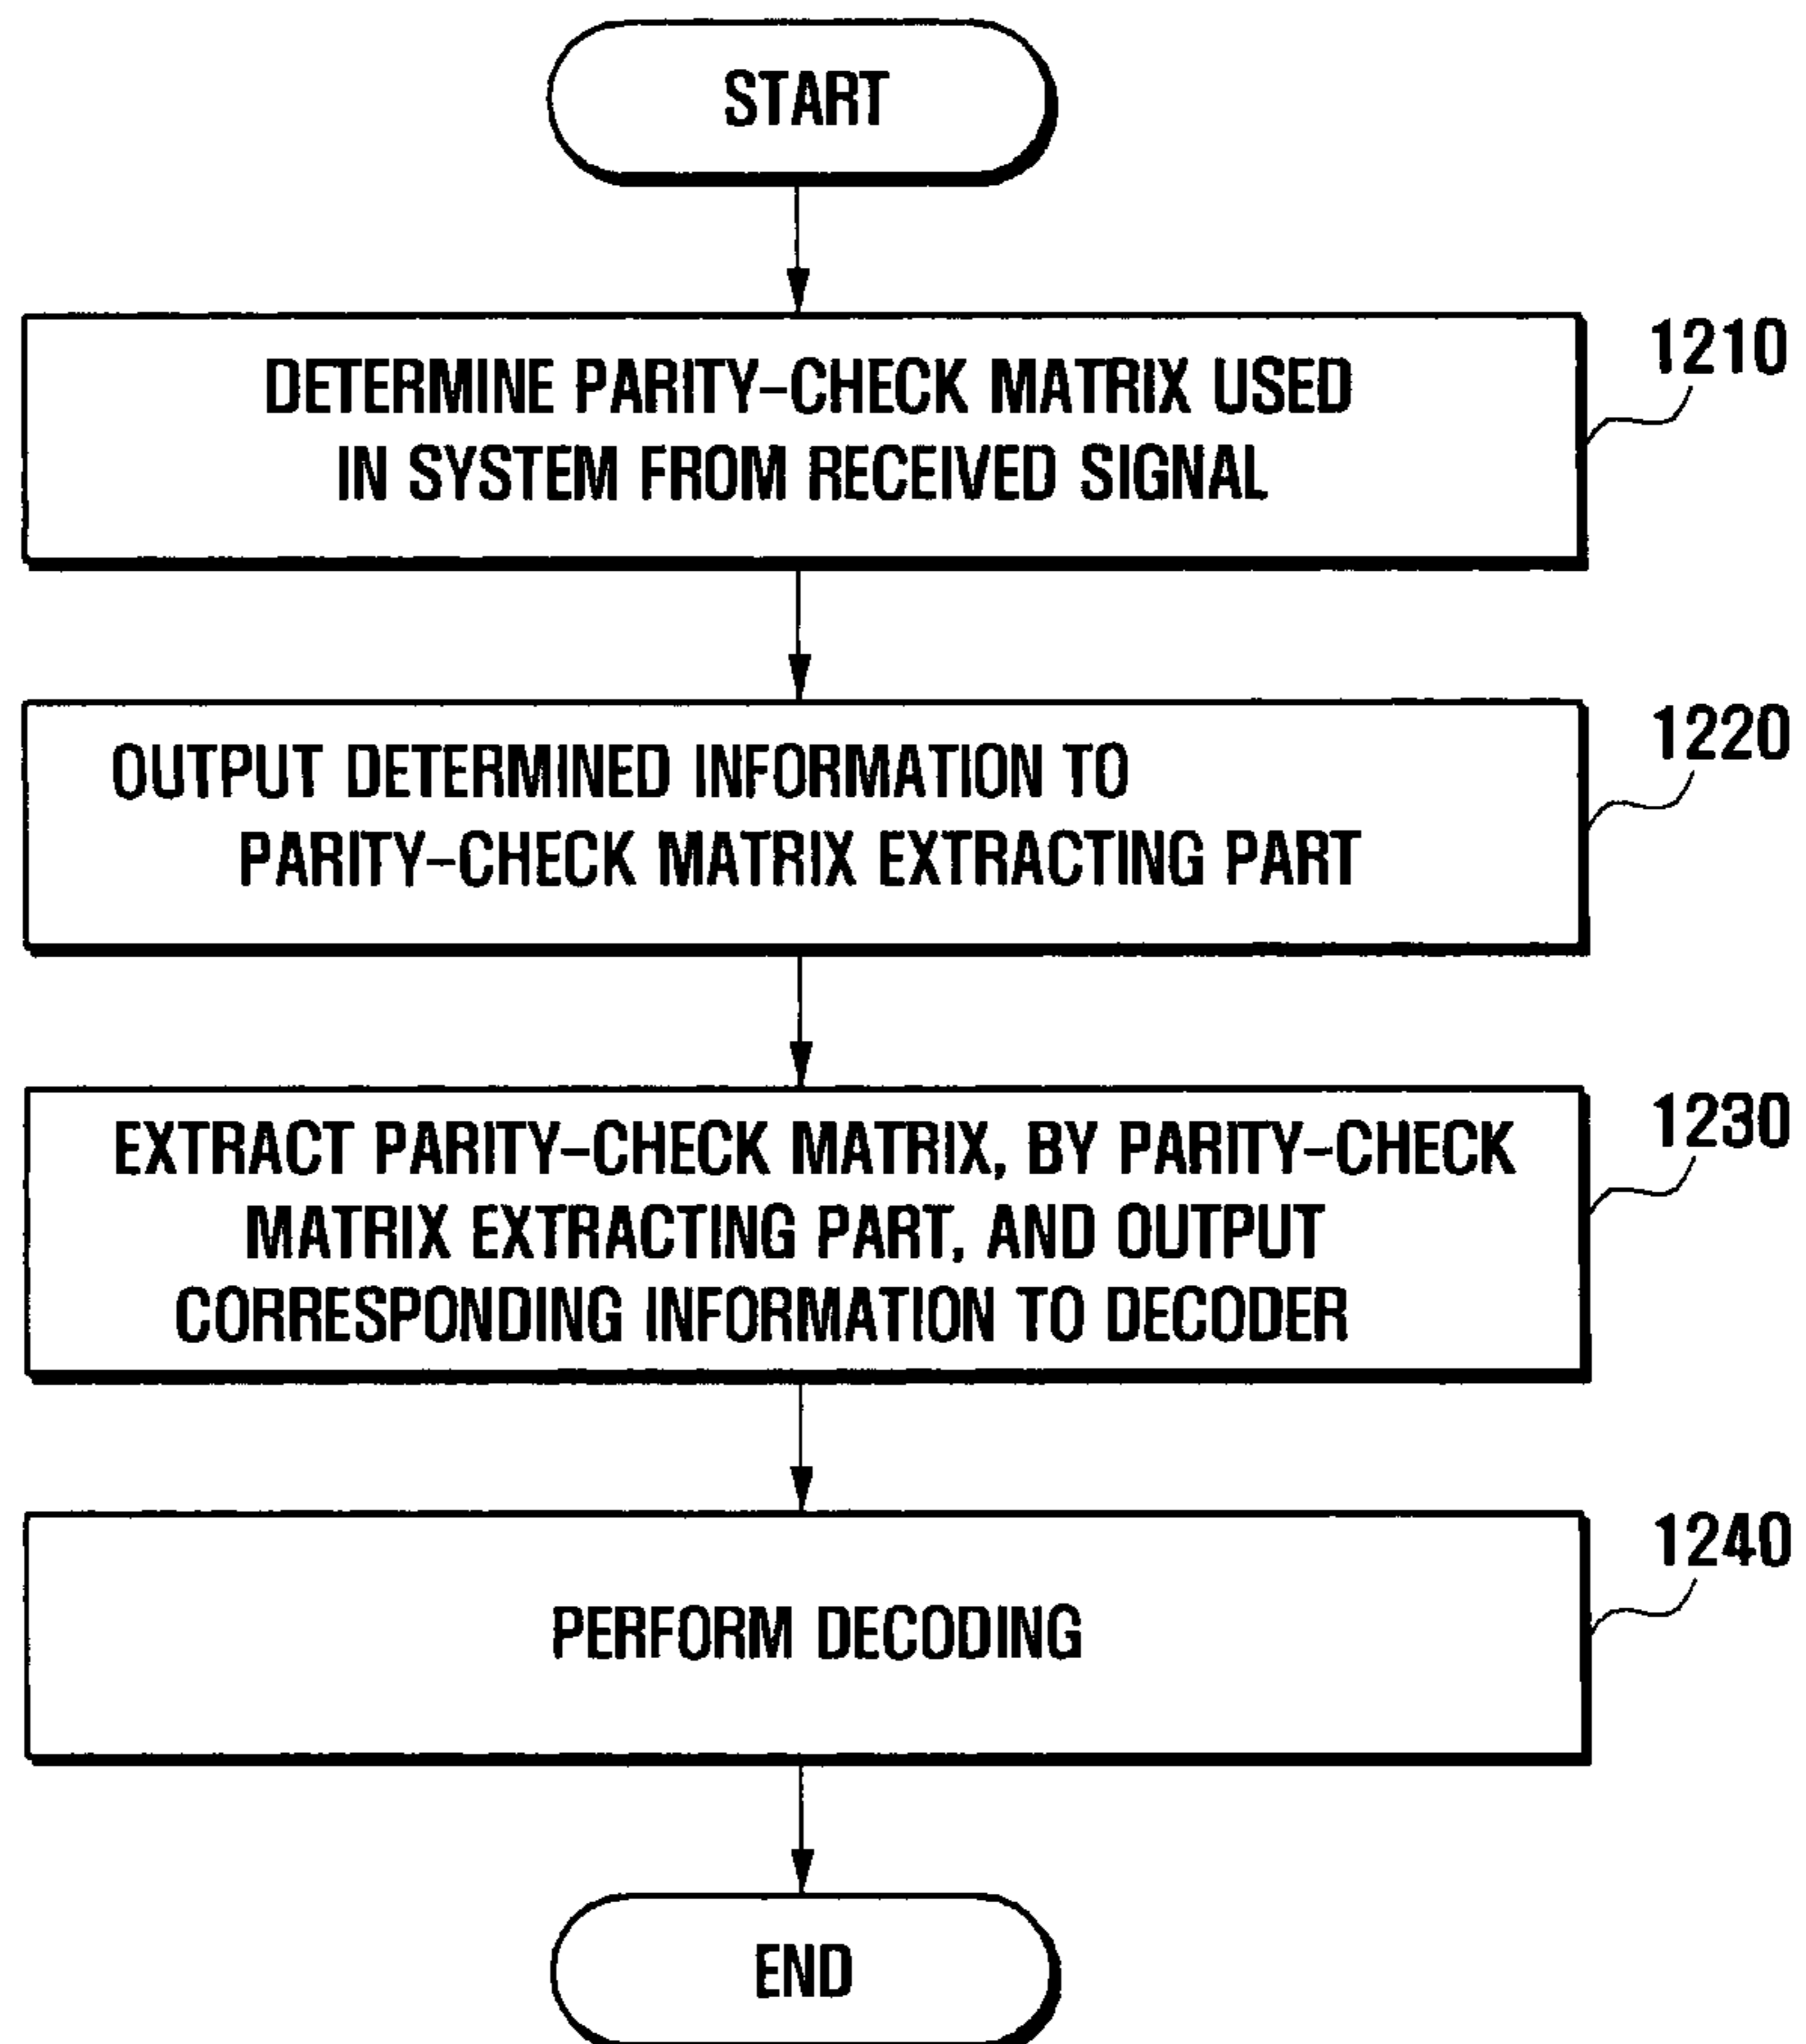 START
DETERMINE PARITY-CHECK MATRIX USED
IN SYSTEM FROM RECEIVED SIGNAL
1210
OUTPUT DETERMINED INFORMATION TO
PARITY-CHECK MATRIX EXTRACTING PART
1220
EXTRACT PARITY-CHECK MATRIX, BY PARITY-CHECK
MATRIX EXTRACTING PART, AND OUTPUT
CORRESPONDING INFORMATION TO DECODER
1230
PERFORM DECODING
1240
END